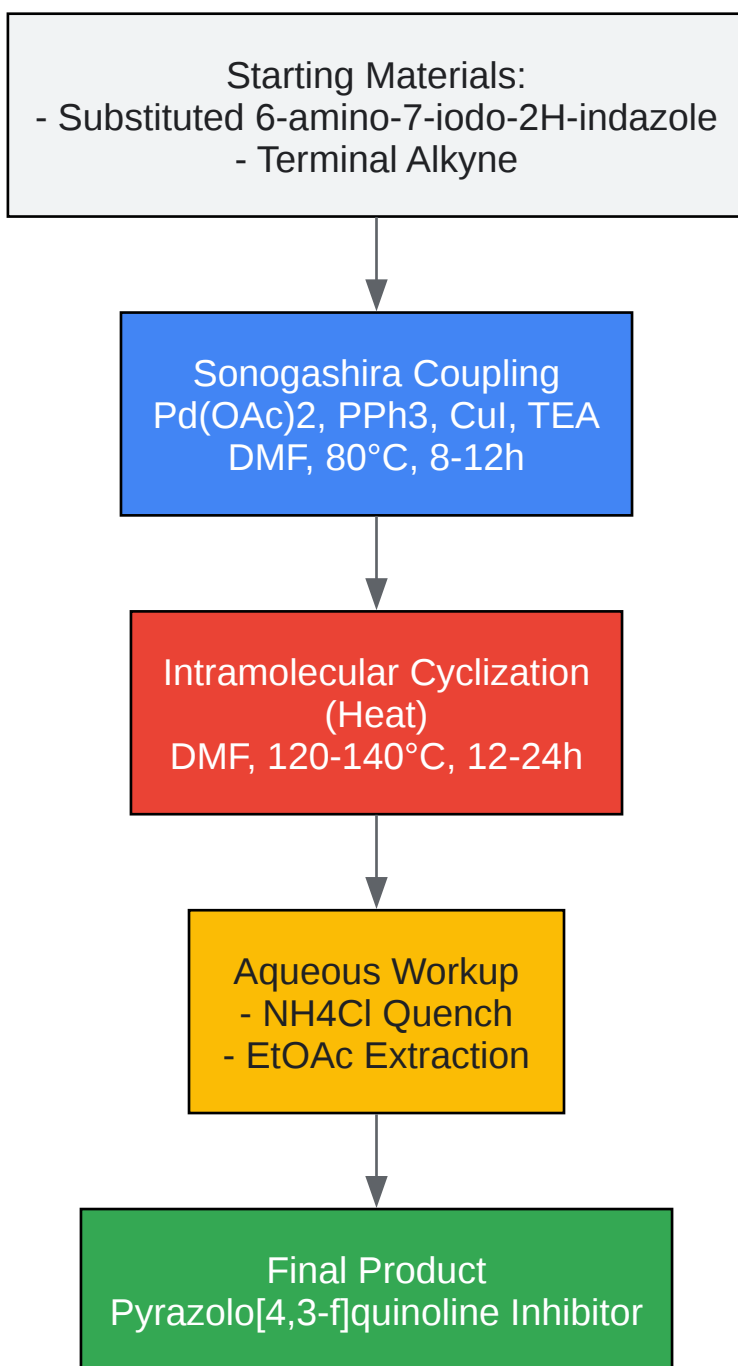 Starting Materials:
- Substituted 6-amino-7-iodo-2H-indazole
- Terminal Alkyne
Sonogashira Coupling
Pd(OAc)2, PPh3, CuI, TEA
DMF, 80°C, 8-12h
Intramolecular Cyclization
(Heat)
DMF, 120-140°C, 12-24h
Aqueous Workup
- NH4Cl Quench
- EtOAc Extraction
Final Product
Pyrazolo[4,3-f]quinoline Inhibitor